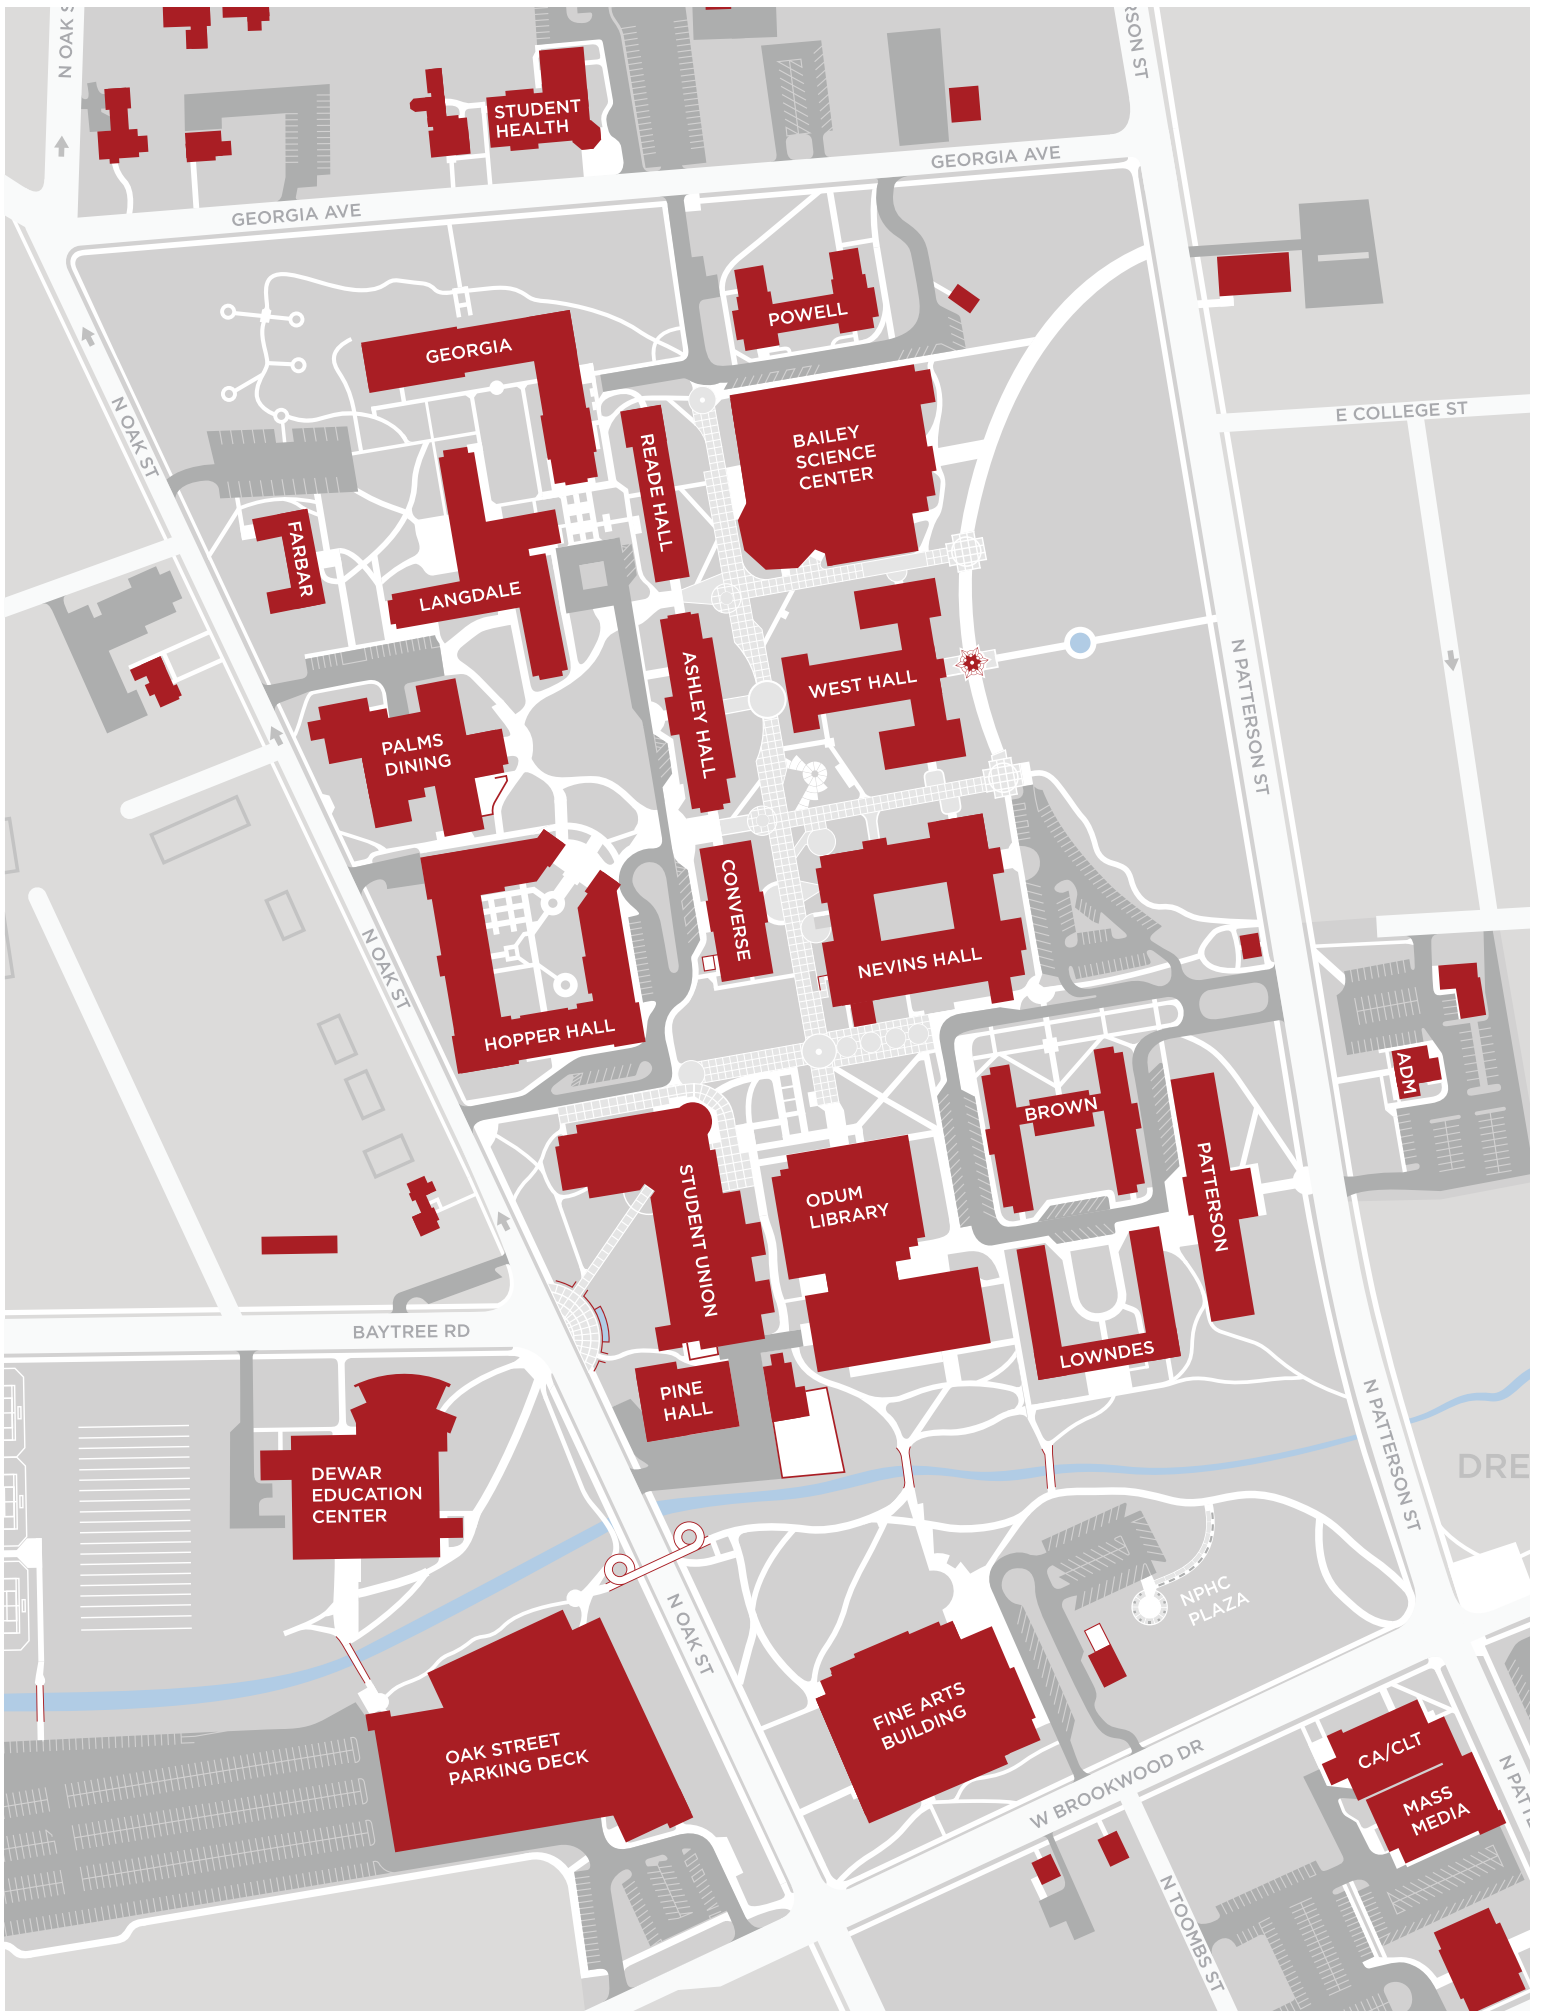 N OAK S
RSON ST
STUDENT
HEALTH
GEORGIA AVE
GEORGIA AVE
POWELL
GEORGIA
N OAK ST
READE HALL
BAILEY
SCIENCE
CENTER
E COLLEGE ST
FARBAR
LANGDALE
ASHLEY HALL
WEST HALL
N PATTERSON ST
PALMS
DINING
CONVERSE
NEVINS HALL
N OAK ST
HOPPER HALL
ADM
BROWN
PATTERSON
STUDENT UNION
ODUM
LIBRARY
BAYTREE RD
LOWNDES
PINE
HALL
N PATTERSON ST
DRE
DEWAR
EDUCATION
CENTER
NPHC
PLAZA
N OAK ST
FINE ARTS
BUILDING
OAK STREET
PARKING DECK
W BROOKWOOD DR
CA/CLT
MASS
MEDIA
N PATTE
N TOOMBS ST